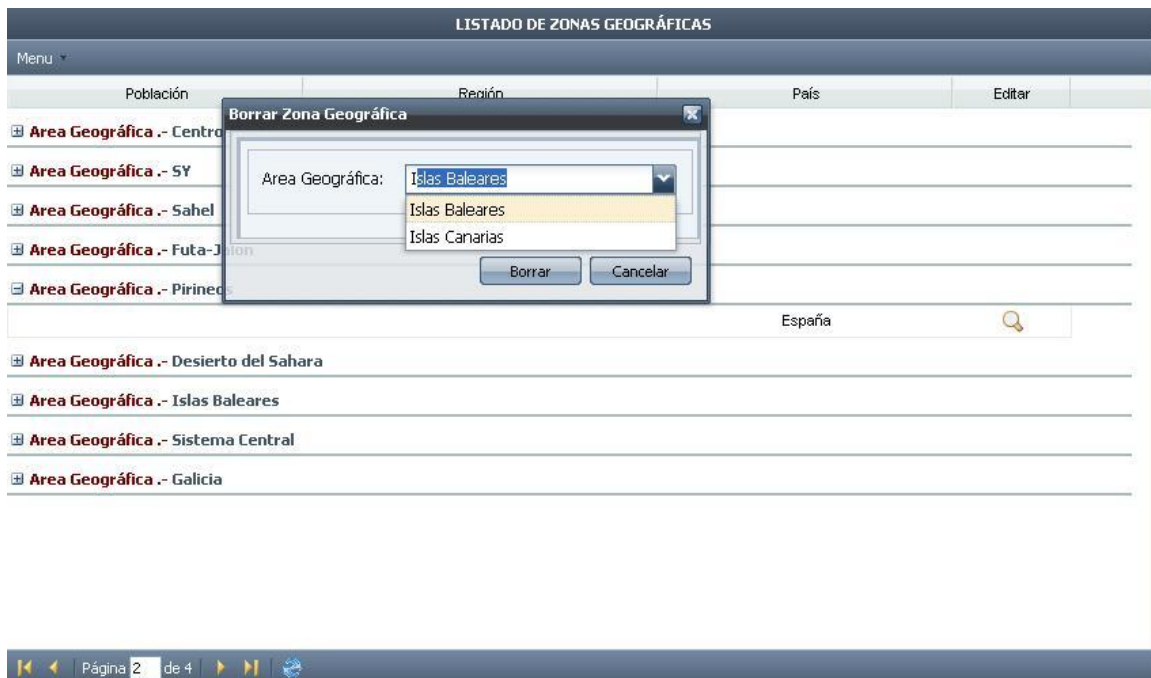 LISTADO DE ZONAS GEOGRÁFICAS
Menu
Población Región País Editar
Borrar Zona Geográfica
Area Geográfica .- Centro
Area Geográfica .- SY
Area Geográfica: Islas Baleares
Islas Baleares
Area Geográfica .- Sahel
Islas Canarias
Area Geográfica .- Futa-Jalon
Borrar Cancelar
Area Geográfica .- Pirineos
España
Area Geográfica .- Desierto del Sahara
Area Geográfica .- Islas Baleares
Area Geográfica .- Sistema Central
Area Geográfica .- Galicia
Página 2 de 4